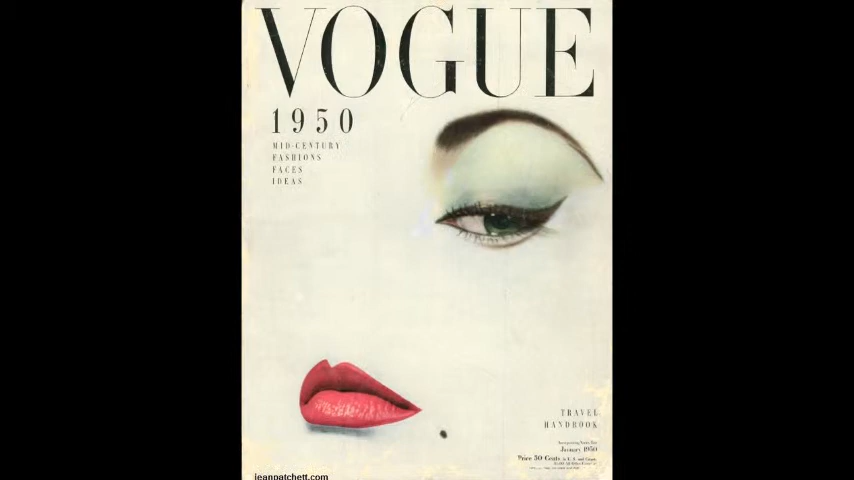 VOGUE
1950
MID-CENTURY
FASHIONS
FACES
IDEAS
TRAVEL
HANDBOOK
January 1950
Price 50 Cents
jeanpatchett.com